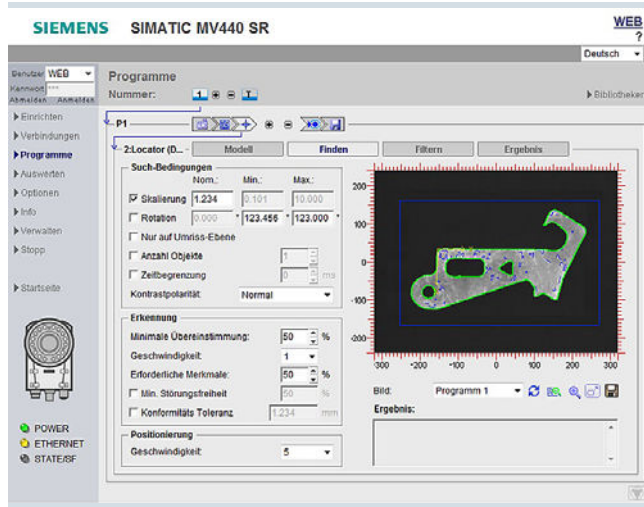 SIEMENS SIMATIC MV440 SR WEB
?
Deutsch
Benutzer WEB
Kennwort ***
Abmelden Anmelden
Programme
Nummer: 1 T
Bibliotheken
Einrichten
Verbindungen
Programme
Auswerten
Optionen
Info
Verwalten
Stopp
Startseite
POWER
ETHERNET
STATE/SF
P1
2:Locator (D... Modell Finden Filtern Ergebnis
Such-Bedingungen
Nom.: Min.: Max.:
Skalierung 1.234 0.101 10.000
Rotation 0.000 ° 123.456 ° 123.000 °
Nur auf Umriss-Ebene
Anzahl Objekte 1
Zeitbegrenzung 0 ms
Kontrastpolarität: Normal
Erkennung
Minimale Übereinstimmung: 50 %
Geschwindigkeit: 1
Erforderliche Merkmale: 50 %
Min. Störungsfreiheit 50 %
Konformitäts Toleranz 1.234 mm
Positionierung
Geschwindigkeit: 5
200-
100-
0-
-100-
-200-
-300 -200 -100 0 100 200 300
Bild: Programm 1
Ergebnis: